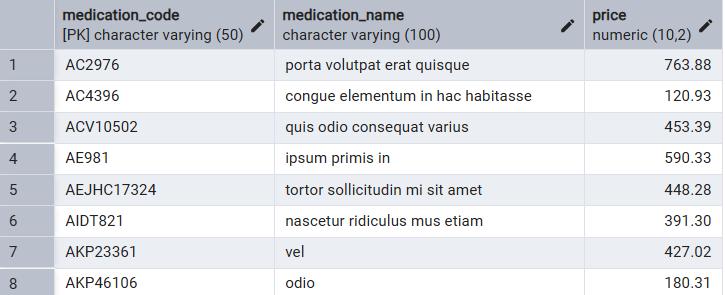 medication_code medication_name price
[PK] character varying (50) character varying (100) numeric (10,2)
1 AC2976 porta volutpat erat quisque 763.88
2 AC4396 congue elementum in hac habitasse 120.93
3 ACV10502 quis odio consequat varius 453.39
4 AE981 ipsum primis in 590.33
5 AEJHC17324 tortor sollicitudin mi sit amet 448.28
6 AIDT821 nascetur ridiculus mus etiam 391.30
7 AKP23361 vel 427.02
8 AKP46106 odio 180.31